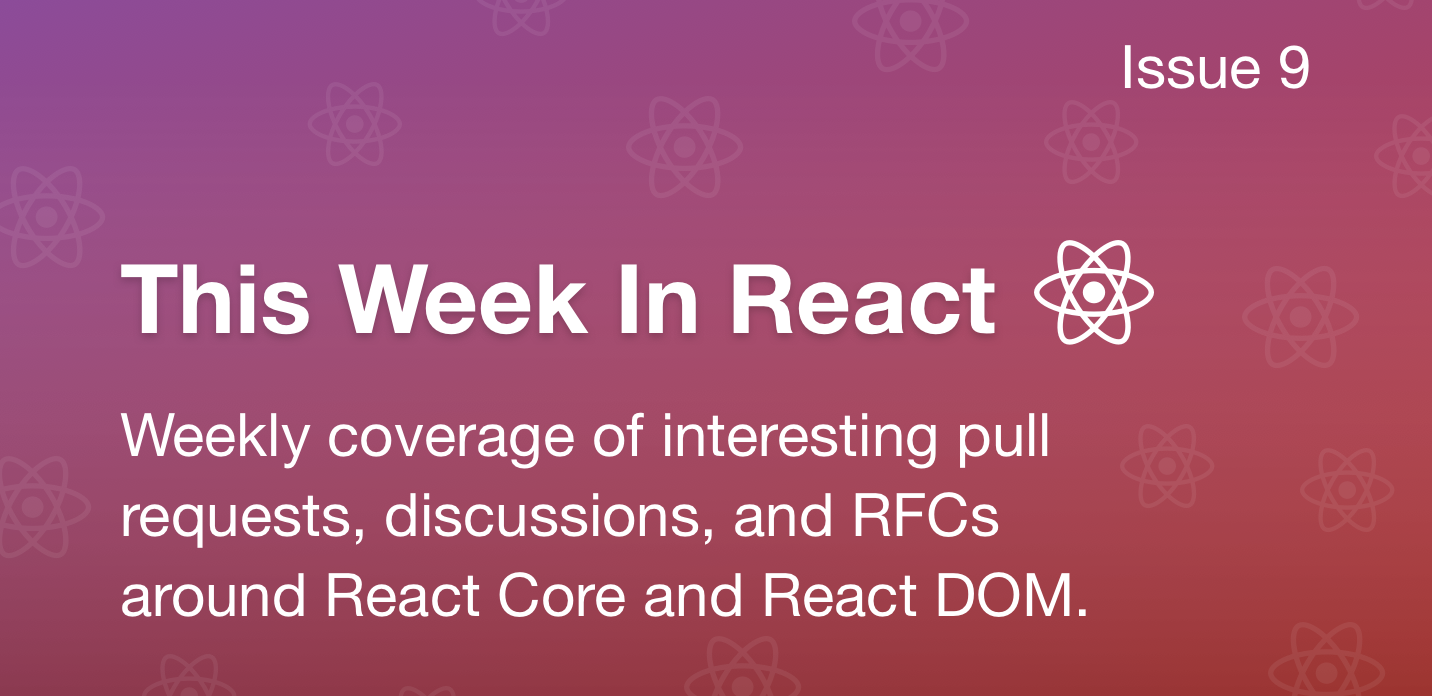 Issue 9
This Week In React
Weekly coverage of interesting pull
requests, discussions, and RFCs
around React Core and React DOM.